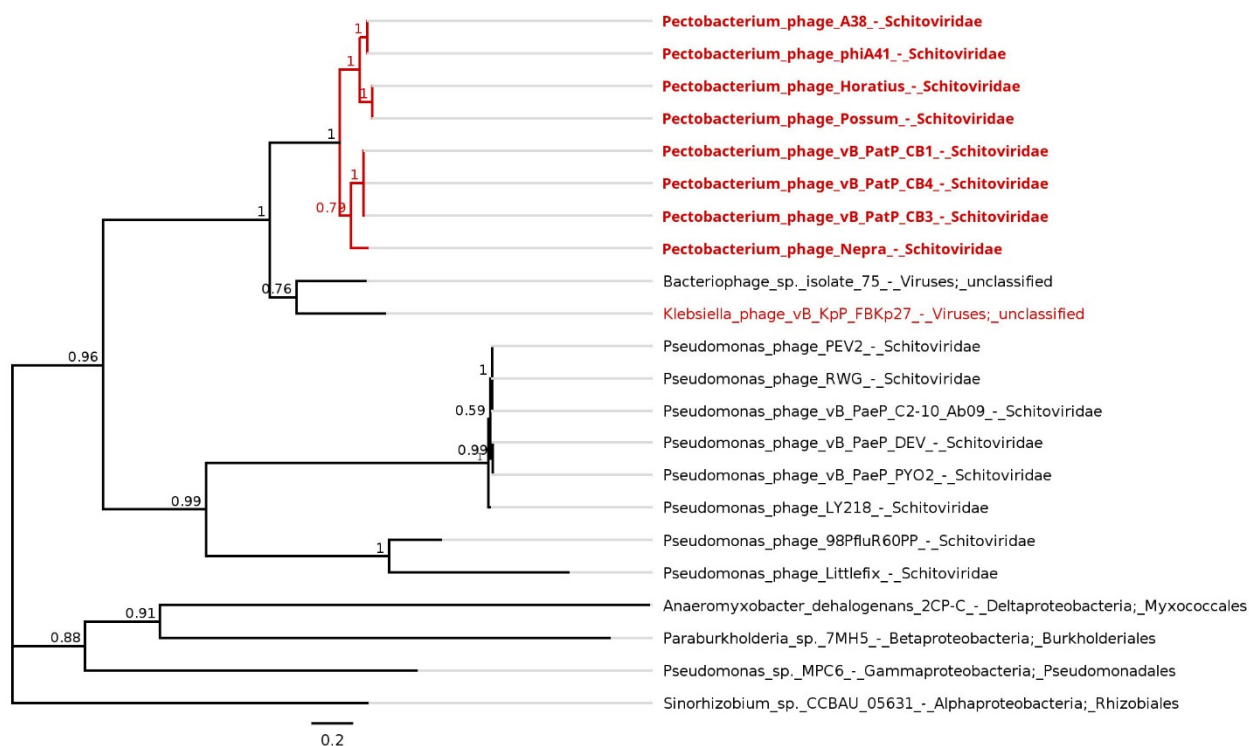 1
Pectobacterium_phage_A38_-_Schitoviridae
Pectobacterium_phage_phiA41_-_Schitoviridae
1
1
Pectobacterium_phage_Horatius_-_Schitoviridae
Pectobacterium_phage_Possum_-_Schitoviridae
1
Pectobacterium_phage_vB_PatP_CB1_-_Schitoviridae
1
Pectobacterium_phage_vB_PatP_CB4_-_Schitoviridae
0.79
1
Pectobacterium_phage_vB_PatP_CB3_-_Schitoviridae
Pectobacterium_phage_Nepra_-_Schitoviridae
Bacteriophage_sp._isolate_75_-_Viruses;_unclassified
0.76
Klebsiella_phage_vB_KpP_FBKp27_-_Viruses;_unclassified
Pseudomonas_phage_PEV2_-_Schitoviridae
0.96
1
Pseudomonas_phage_RWG_-_Schitoviridae
0.59
Pseudomonas_phage_vB_PaeP_C2-10_Ab09_-_Schitoviridae
Pseudomonas_phage_vB_PaeP_DEV_-_Schitoviridae
0.99
1
Pseudomonas_phage_vB_PaeP_PYO2_-_Schitoviridae
0.99
Pseudomonas_phage_LY218_-_Schitoviridae
Pseudomonas_phage_98PfluR60PP_-_Schitoviridae
1
Pseudomonas_phage_Littlefix_-_Schitoviridae
Anaeromyxobacter_dehalogenans_2CP-C_-_Deltaproteobacteria;_Myxococcales
0.91
0.88
Paraburkholderia_sp._7MH5_-_Betaproteobacteria;_Burkholderiales
Pseudomonas_sp._MPC6_-_Gammaproteobacteria;_Pseudomonadales
Sinorhizobium_sp._CCBAU_05631_-_Alphaproteobacteria;_Rhizobiales
0.2